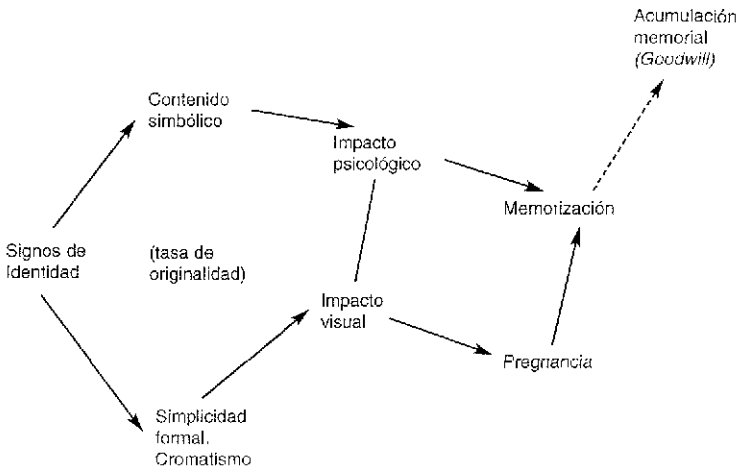 Acumulación
memorial
(Goodwill)
Contenido
simbólico
Impacto
psicológico
Memorización
Signos de
Identidad
(tasa de
originalidad)
Impacto
visual
Pregnancia
Simplicidad
formal.
Cromatismo